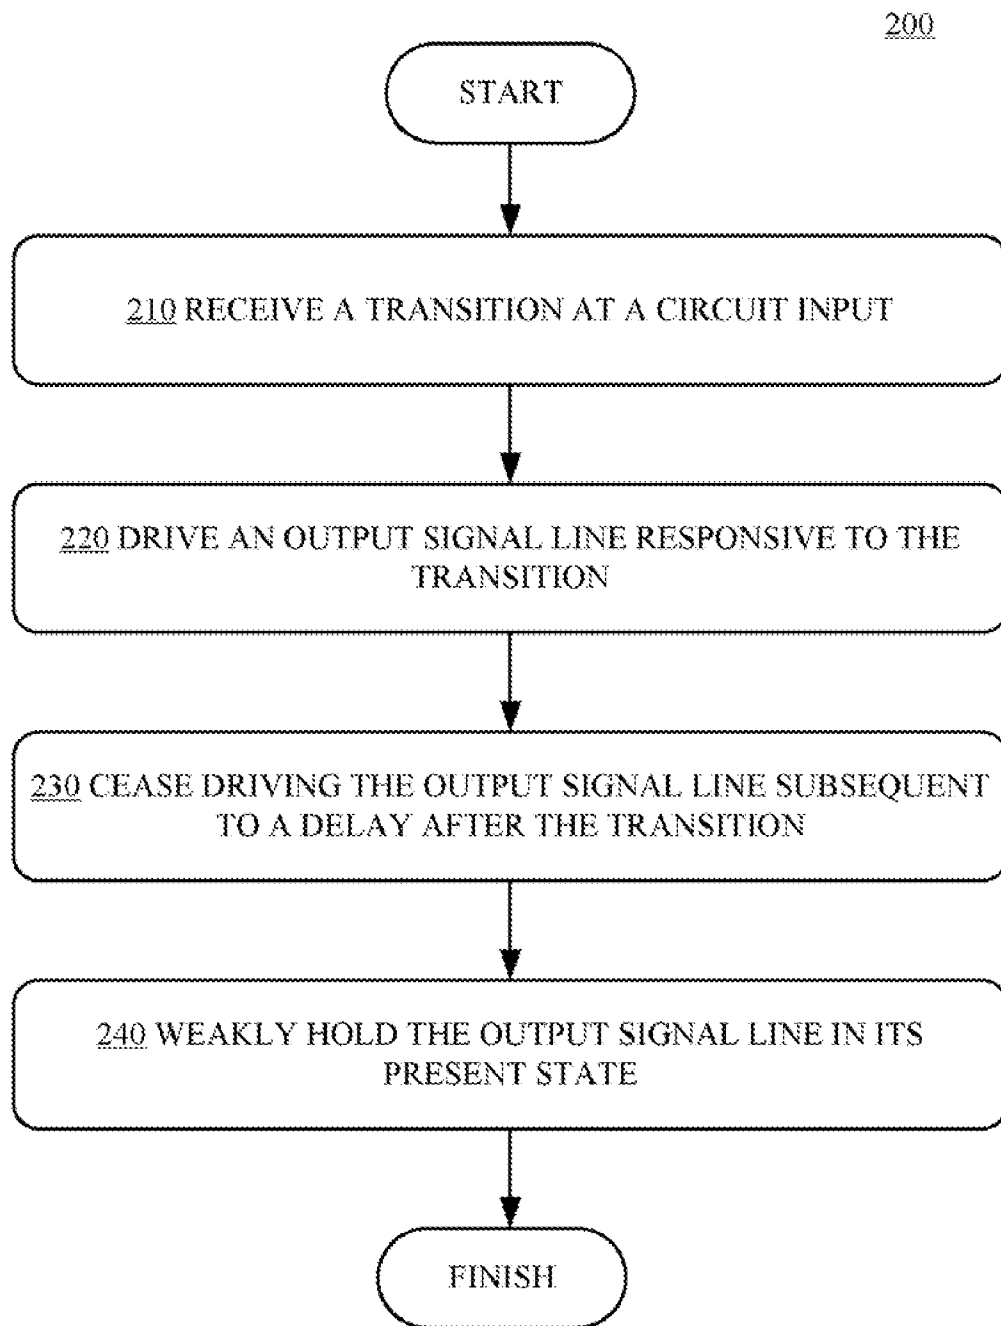 200
START
210 RECEIVE A TRANSITION AT A CIRCUIT INPUT
220 DRIVE AN OUTPUT SIGNAL LINE RESPONSIVE TO THE
TRANSITION
230 CEASE DRIVING THE OUTPUT SIGNAL LINE SUBSEQUENT
TO A DELAY AFTER THE TRANSITION
240 WEAKLY HOLD THE OUTPUT SIGNAL LINE IN ITS
PRESENT STATE
FINISH